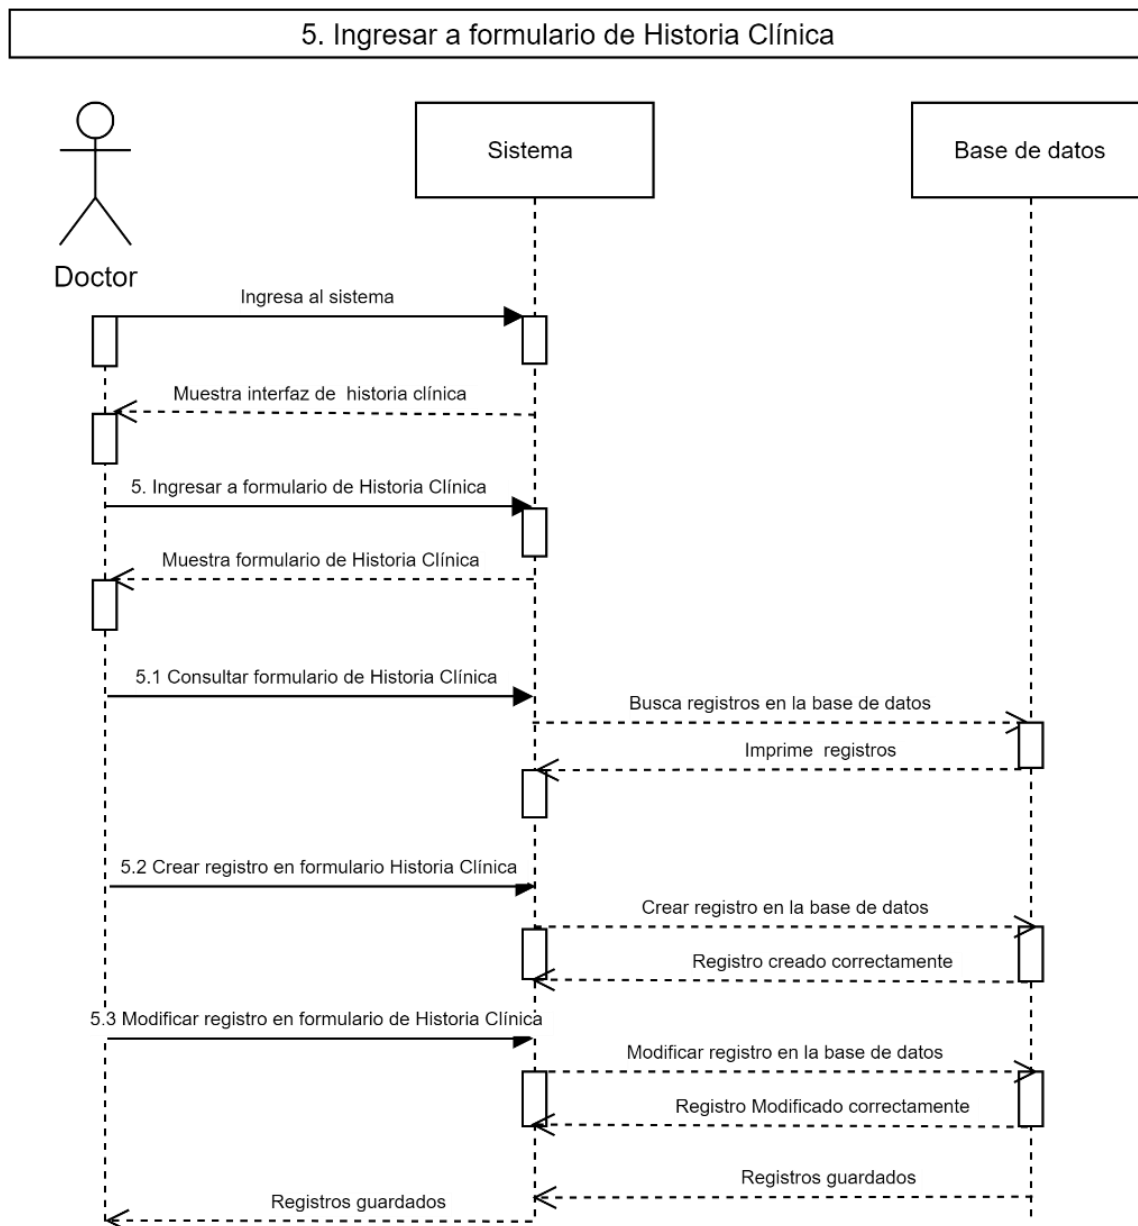 5. Ingresar a formulario de Historia Clínica
Sistema
Base de datos
Doctor
Ingresa al sistema
Muestra interfaz de  historia clínica
5. Ingresar a formulario de Historia Clínica
Muestra formulario de Historia Clínica
5.1 Consultar formulario de Historia Clínica
Busca registros en la base de datos
Imprime  registros
5.2 Crear registro en formulario Historia Clínica
Crear registro en la base de datos
Registro creado correctamente
5.3 Modificar registro en formulario de Historia Clínica
Modificar registro en la base de datos
Registro Modificado correctamente
Registros guardados
Registros guardados